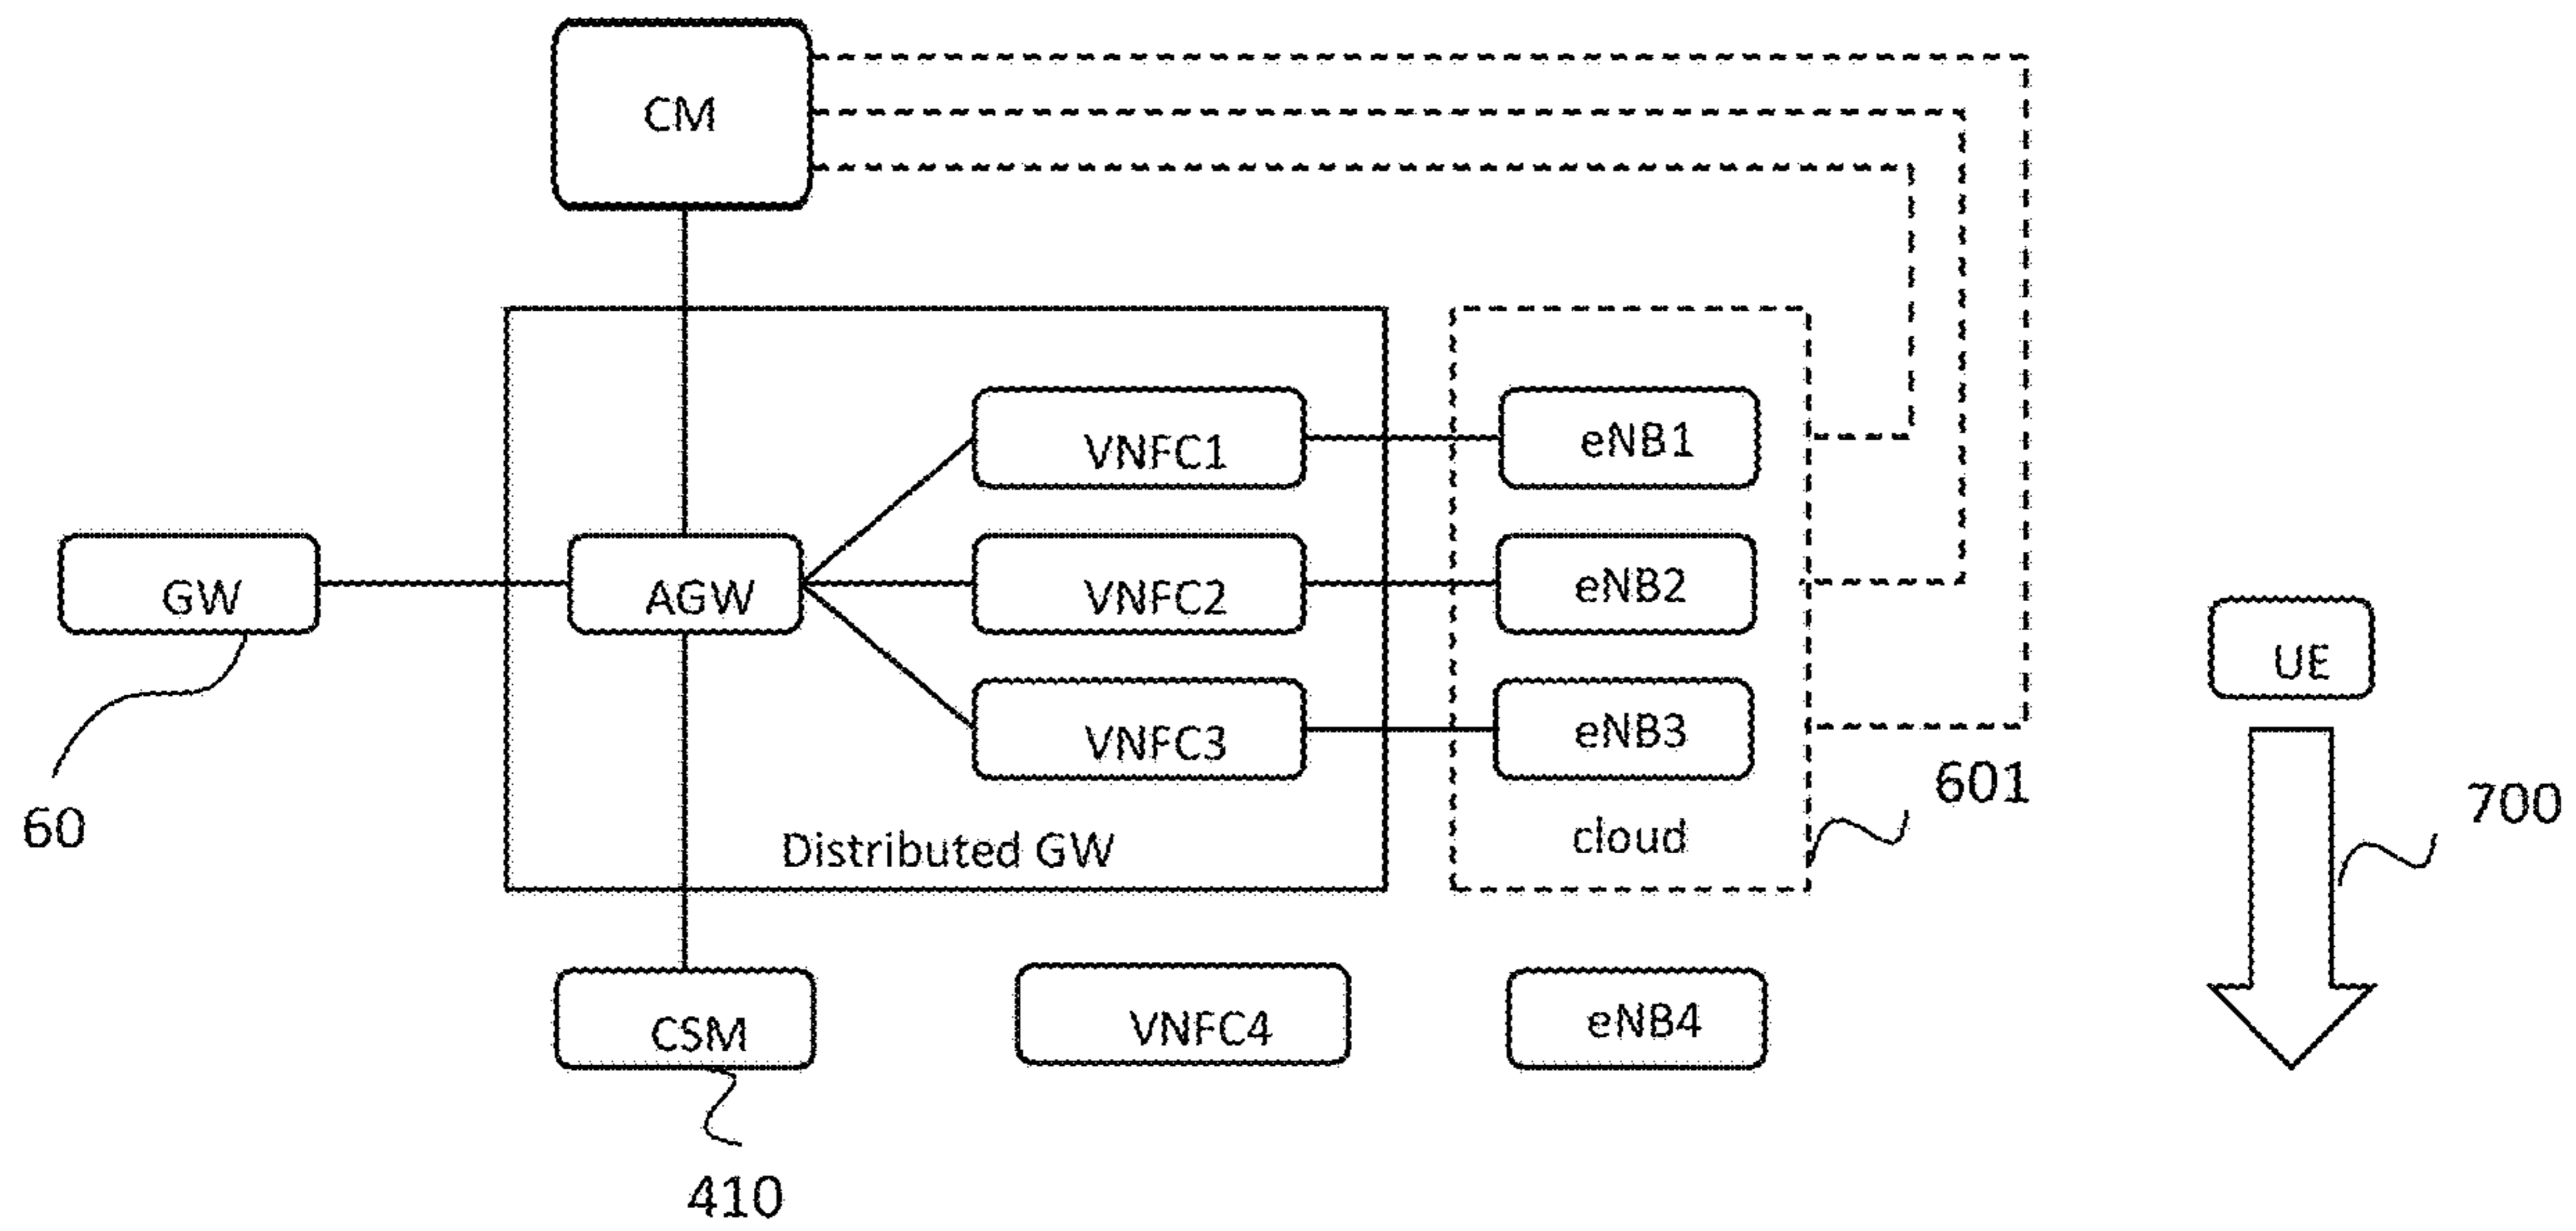 CM
VNFC1
eNB1
GW
AGW
VNFC2
eNB2
UE
VNFC3
eNB3
601
700
60
Distributed GW
cloud
CSM
VNFC4
eNB4
410